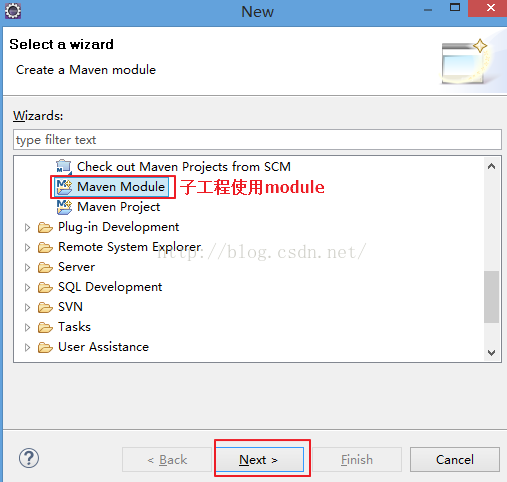 New
Select a wizard
Create a Maven module
Wizards:
type filter text
Check out Maven Projects from SCM
Maven Module 子工程使用module
Maven Project
Plug-in Development
Remote System Explorer
http://blog.csdn.net/
Server
SQL Development
SVN
Tasks
User Assistance
? < Back Next > Finish Cancel